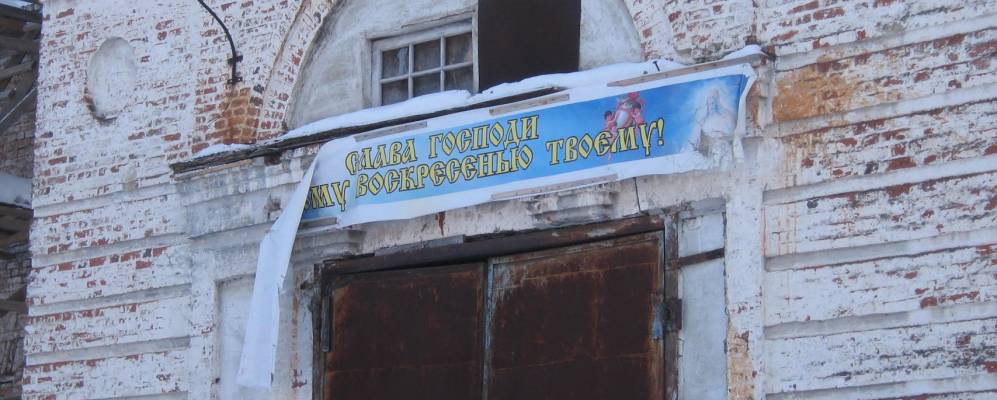 СЛАВА ГОСПОДИ
ВОСКРЕСЕНЬЮ ТВОЕМУ!